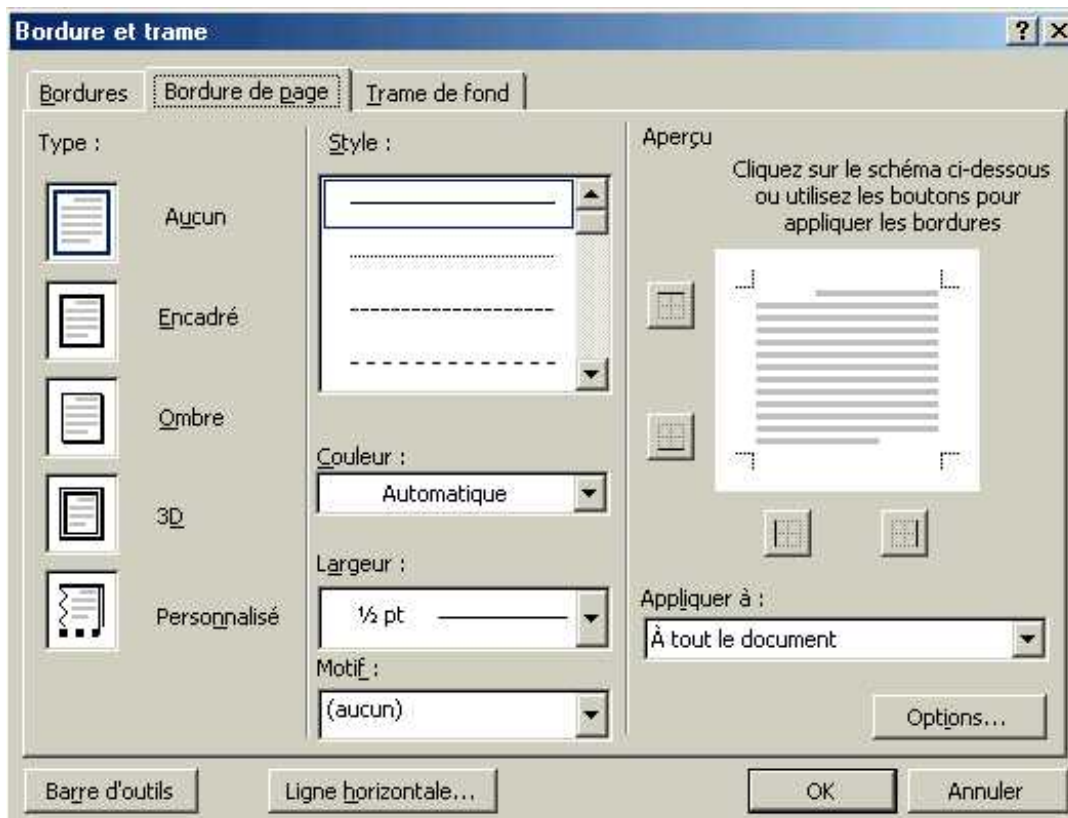 Bordure et trame
Bordures
Bordure de page
Trame de fond
Type :
Aucun
Encadré
Ombre
3D
Personnalisé
Style :
Couleur :
Automatique
Largeur :
½ pt
Motif :
(aucun)
Aperçu
Cliquez sur le schéma ci-dessous
ou utilisez les boutons pour
appliquer les bordures
Appliquer à :
À tout le document
Options...
Barre d'outils
Ligne horizontale...
OK
Annuler